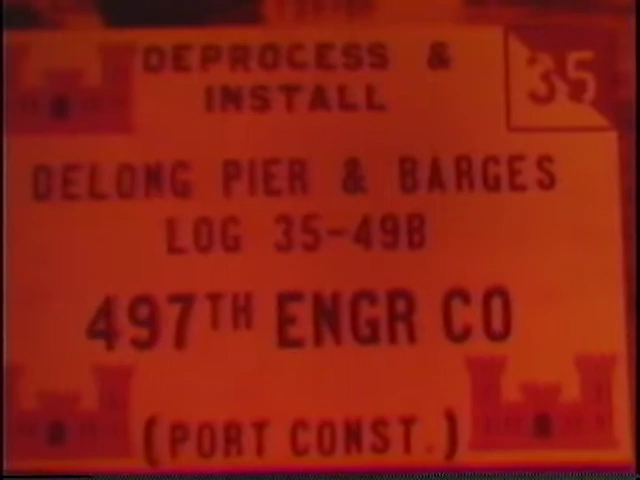 DEPROCESS &
INSTALL
35
DELONG PIER & BARGES
LOG 35-49B
497TH ENGR CO
(PORT CONST.)